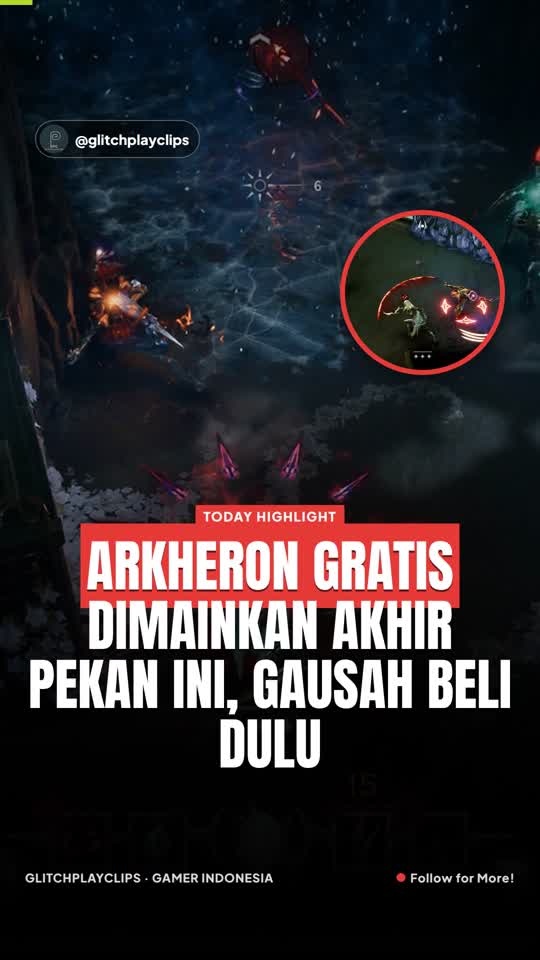 @glitchplayclips
6
TODAY HIGHLIGHT
ARKHERON GRATIS
DIMAINKAN AKHIR
PEKAN INI, GAUSAH BELI
DULU
15
GLITCHPLAYCLIPS · GAMER INDONESIA
Follow for More!